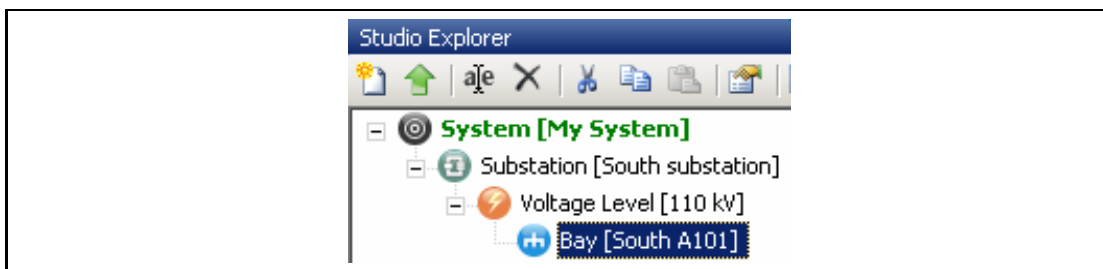 Studio Explorer
a e
System [My System]
Substation [South substation]
Voltage Level [110 kV]
Bay [South A101]